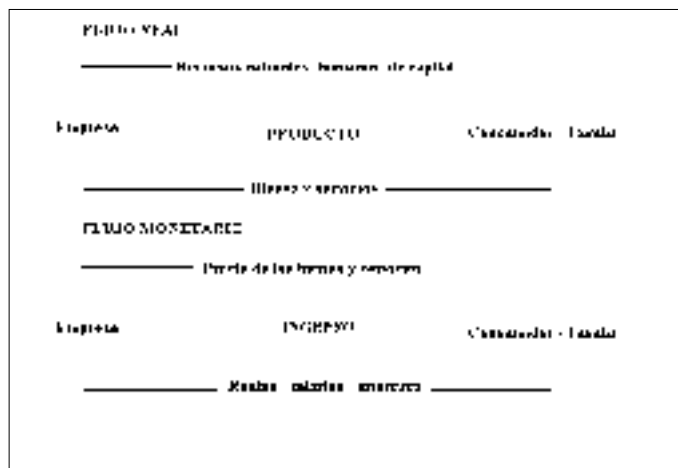 FLUJO REAL
Recursos naturales humanos de capital
Empresa PRODUCTO Consumidor - Familia
Bienes y servicios
FLUJO MONETARIO
Precio de los bienes y servicios
Empresa INGRESO Consumidor - Familia
Rentas salarios intereses